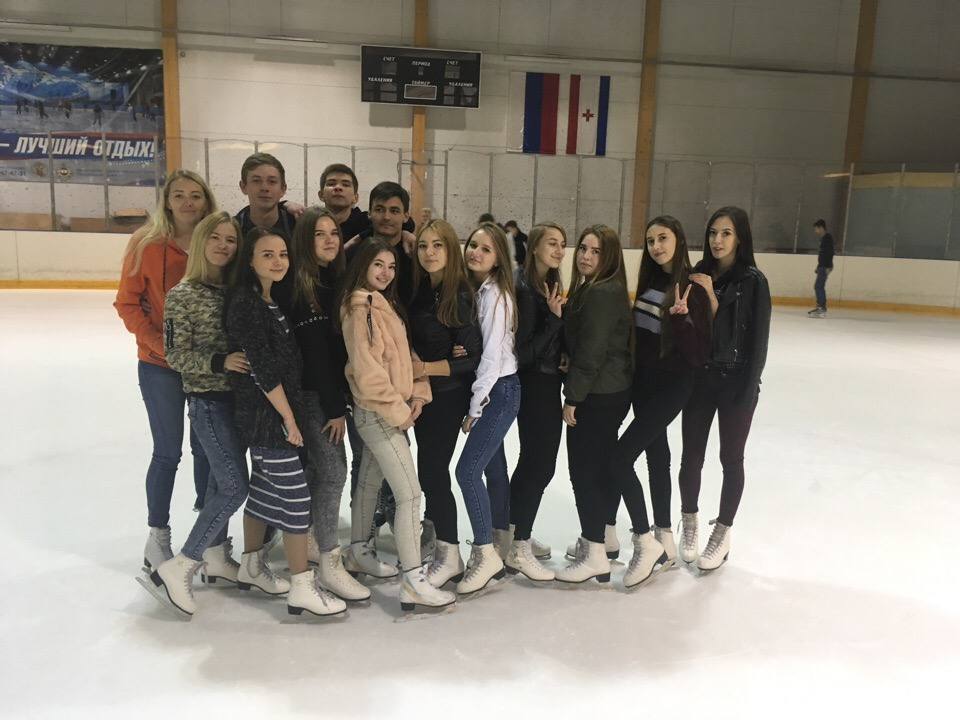 СЧЕТ ПЕРИОД СЧЕТ
УДАЛЕНИЯ ТАЙМЕР УДАЛЕНИЯ
– ЛУЧШИЙ ОТДЫХ!